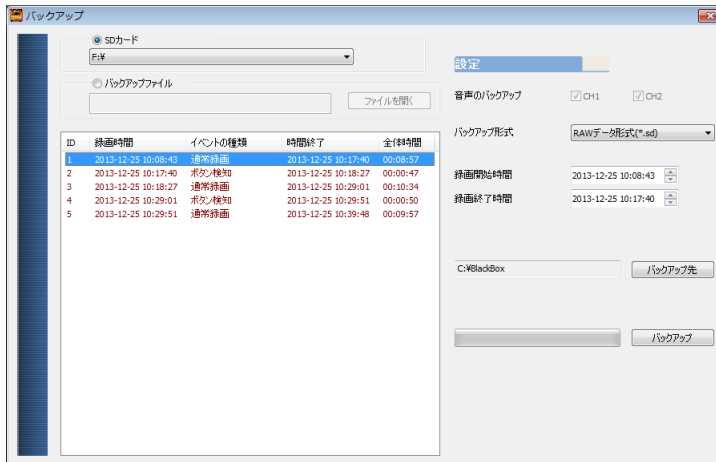 バックアップ
SDカード
F:¥
バックアップファイル
ファイルを開く
ID 録画時間 イベントの種類 時間終了 全体時間
1 2013-12-25 10:08:43 通常録画 2013-12-25 10:17:40 00:08:57
2 2013-12-25 10:17:40 ボタン検知 2013-12-25 10:18:27 00:00:47
3 2013-12-25 10:18:27 通常録画 2013-12-25 10:29:01 00:10:34
4 2013-12-25 10:29:01 ボタン検知 2013-12-25 10:29:51 00:00:50
5 2013-12-25 10:29:51 通常録画 2013-12-25 10:39:48 00:09:57
設定
音声のバックアップ CH1 CH2
バックアップ形式 RAWデータ形式(*.sd)
録画開始時間 2013-12-25 10:08:43
録画終了時間 2013-12-25 10:17:40
C:¥BlackBox バックアップ先
バックアップ